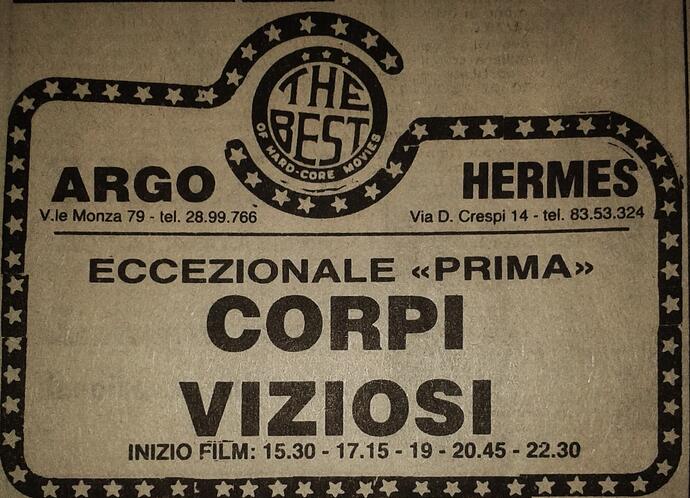 THE
BEST
OF HARD-CORE MOVIES
ARGO
V.le Monza 79 - tel. 28.99.766
HERMES
Via D. Crespi 14 - tel. 83.53.324
ECCEZIONALE «PRIMA»
CORPI
VIZIOSI
INIZIO FILM: 15.30 - 17.15 - 19 - 20.45 - 22.30